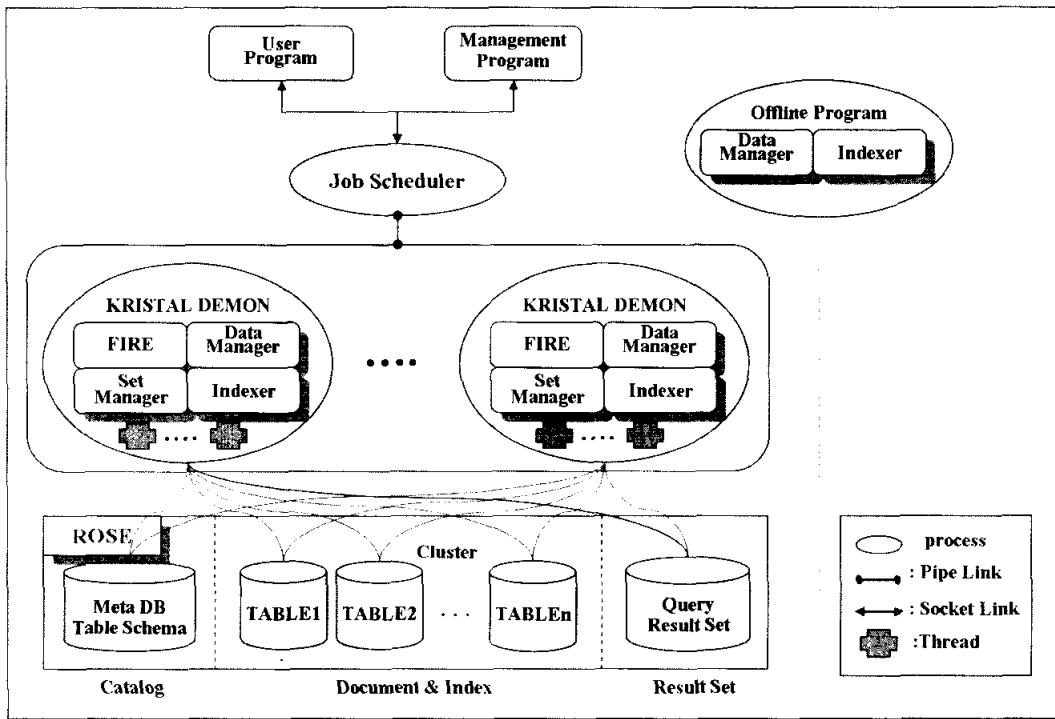 User
Program
Management
Program
Offline Program
Data
Manager
Indexer
Job Scheduler
KRISTAL DEMON
FIRE
Data
Manager
Set
Manager
Indexer
....
....
KRISTAL DEMON
FIRE
Data
Manager
Set
Manager
Indexer
....
ROSE
Cluster
Meta DB
Table Schema
TABLE1
TABLE2
. . .
TABLEn
Query
Result Set
Catalog
Document & Index
Result Set
process
: Pipe Link
: Socket Link
:Thread